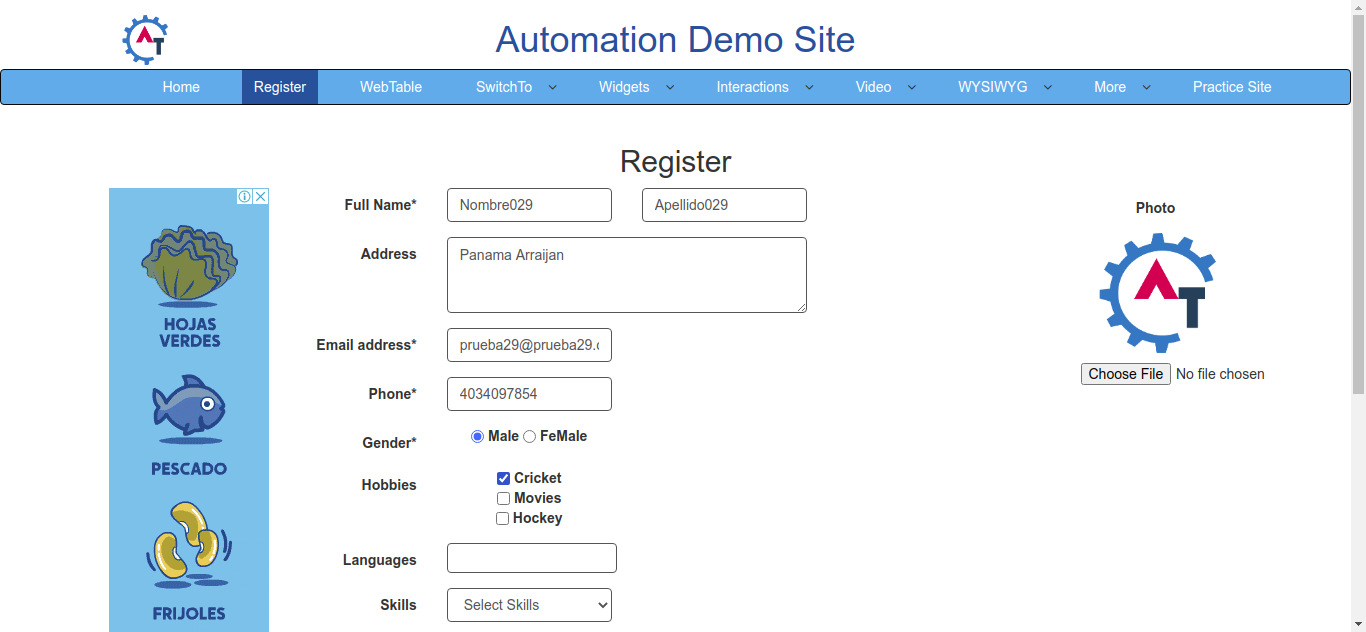 AT
Automation Demo Site
Home Register WebTable SwitchTo Widgets Interactions Video WYSIWYG More Practice Site
Register
Full Name* Nombre029 Apellido029
Photo
Address Panama Arraijan
AT
HOJAS
VERDES
Email address* prueba29@prueba29.
Choose File No file chosen
Phone* 4034097854
Gender* Male FeMale
PESCADO
Hobbies Cricket
Movies
Hockey
Languages
Skills Select Skills
FRIJOLES